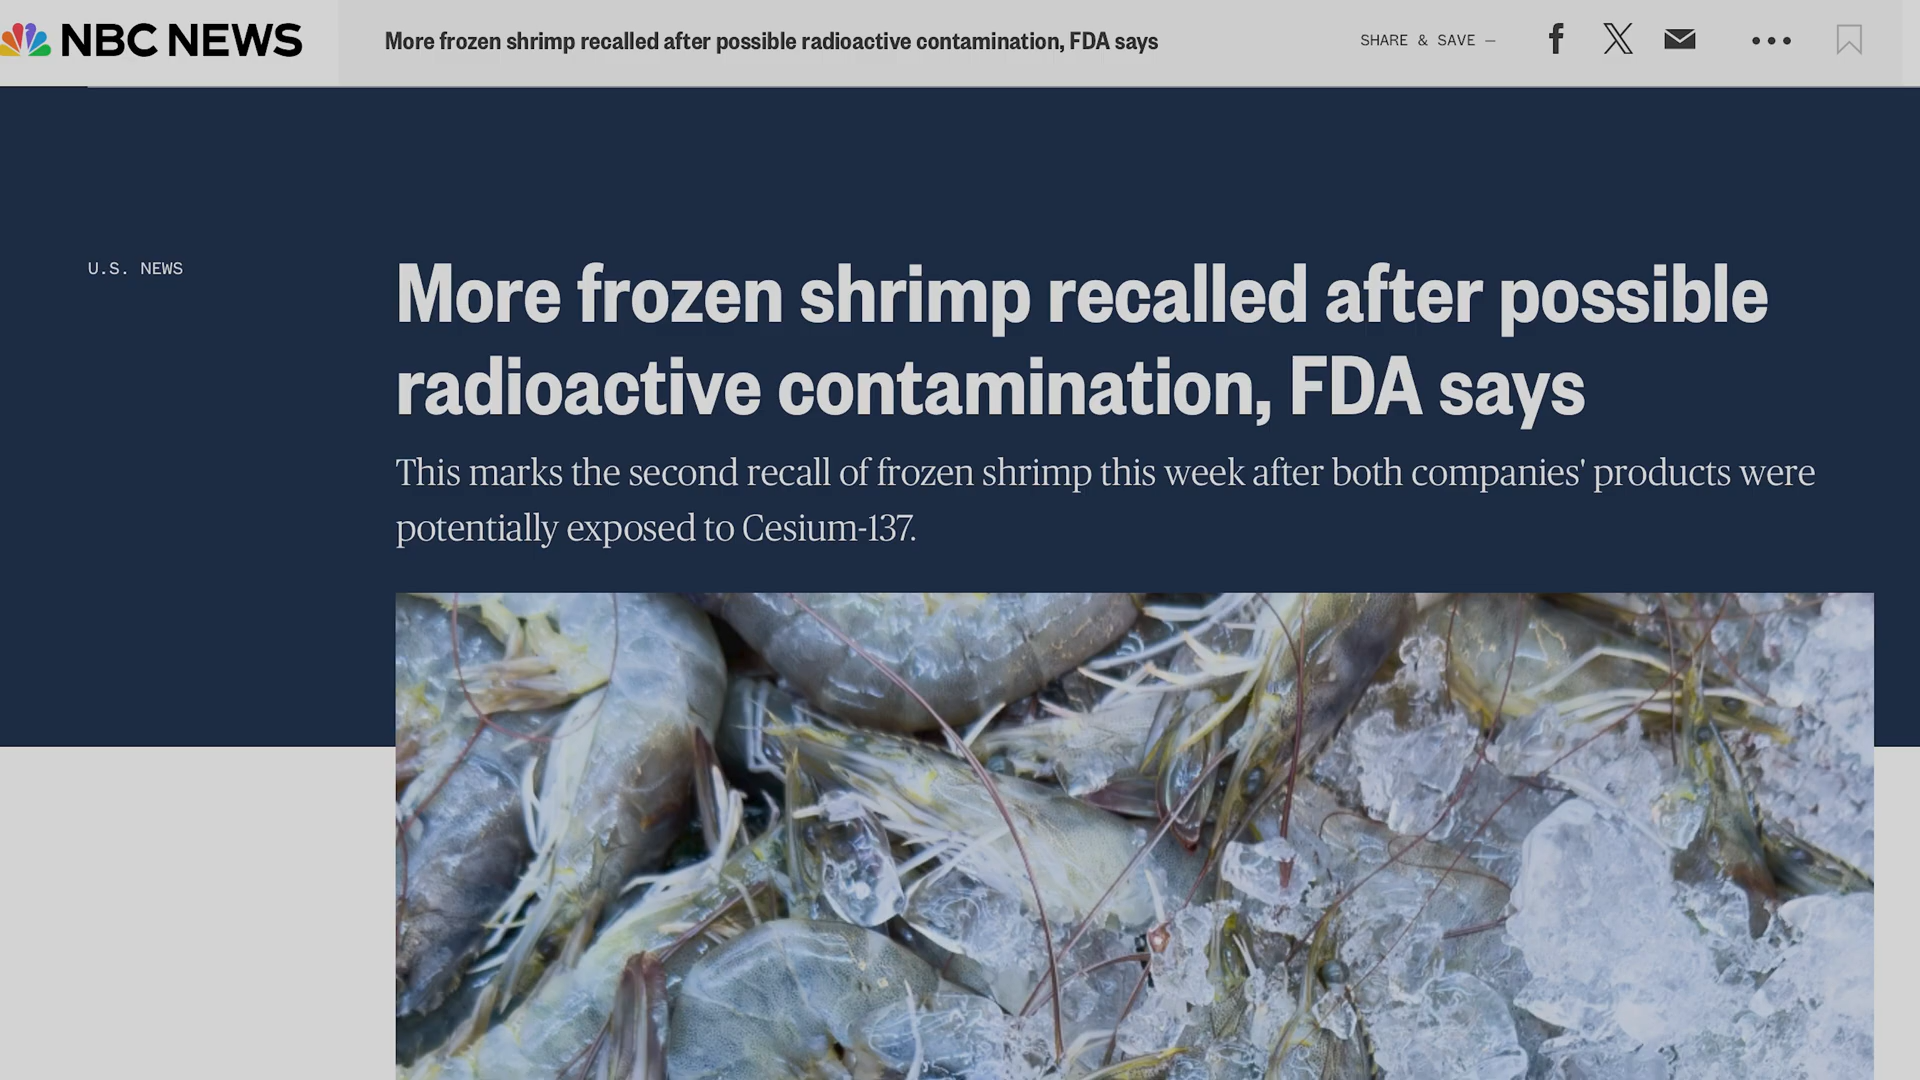 NBC NEWS
More frozen shrimp recalled after possible radioactive contamination, FDA says
SHARE & SAVE —
U.S. NEWS
More frozen shrimp recalled after possible
radioactive contamination, FDA says
This marks the second recall of frozen shrimp this week after both companies' products were
potentially exposed to Cesium-137.